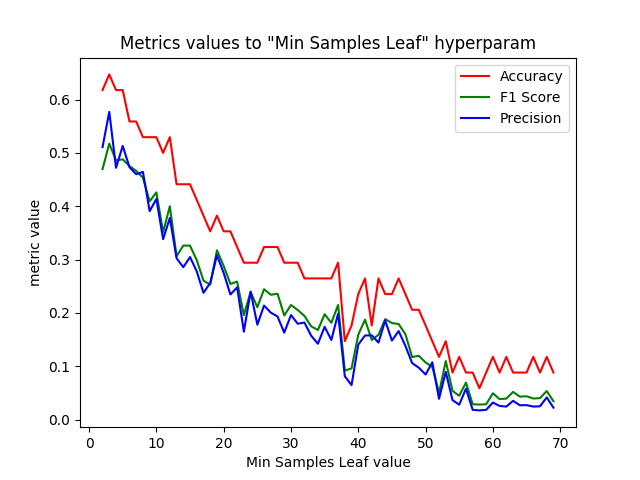 Metrics values to "Min Samples Leaf" hyperparam
Accuracy
F1 Score
Precision
metric value
0.6
0.5
0.4
0.3
0.2
0.1
0.0
0 10 20 30 40 50 60 70
Min Samples Leaf value